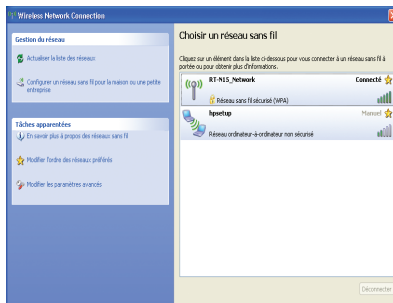 Wireless Network Connection
Gestion du réseau
Actualiser la liste des réseaux
Configurer un réseau sans fil pour la maison ou une petite
entreprise
Tâches apparentées
En savoir plus à propos des réseaux sans fil
Modifier l'ordre des réseaux préférés
Modifier les paramètres avancés
Choisir un réseau sans fil
Cliquez sur un élément dans la liste ci-dessous pour vous connecter à un réseau sans fil à
portée ou pour obtenir plus d'informations.
RT-N15_Network Connecté
Réseau sans fil sécurisé (WPA)
hpsetup Manuel
Réseau ordinateur-à-ordinateur non sécurisé
Déconnecter